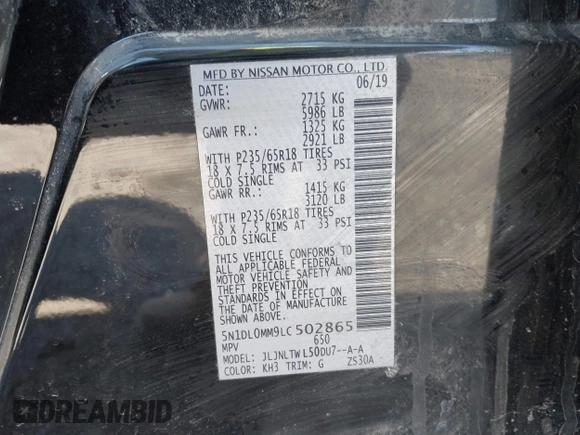 MFD BY NISSAN MOTOR CO., LTD.
DATE: 06/19
GVWR: 2715 KG
5986 LB
GAWR FR.: 1325 KG
2921 LB
WITH P235/65R18 TIRES
18 X 7.5 RIMS AT 33 PSI
COLD SINGLE
GAWR RR.: 1415 KG
3120 LB
WITH P235/65R18 TIRES
18 X 7.5 RIMS AT 33 PSI
COLD SINGLE
THIS VEHICLE CONFORMS TO
ALL APPLICABLE FEDERAL
MOTOR VEHICLE SAFETY AND
THEFT PREVENTION
STANDARDS IN EFFECT ON
THE DATE OF MANUFACTURE
SHOWN ABOVE.
5N1DL0MM9LC502865
MPV 650
MODEL: JLJNLTWL50DU7--A-A
COLOR: KH3 TRIM: G Z530A
DREAMBID